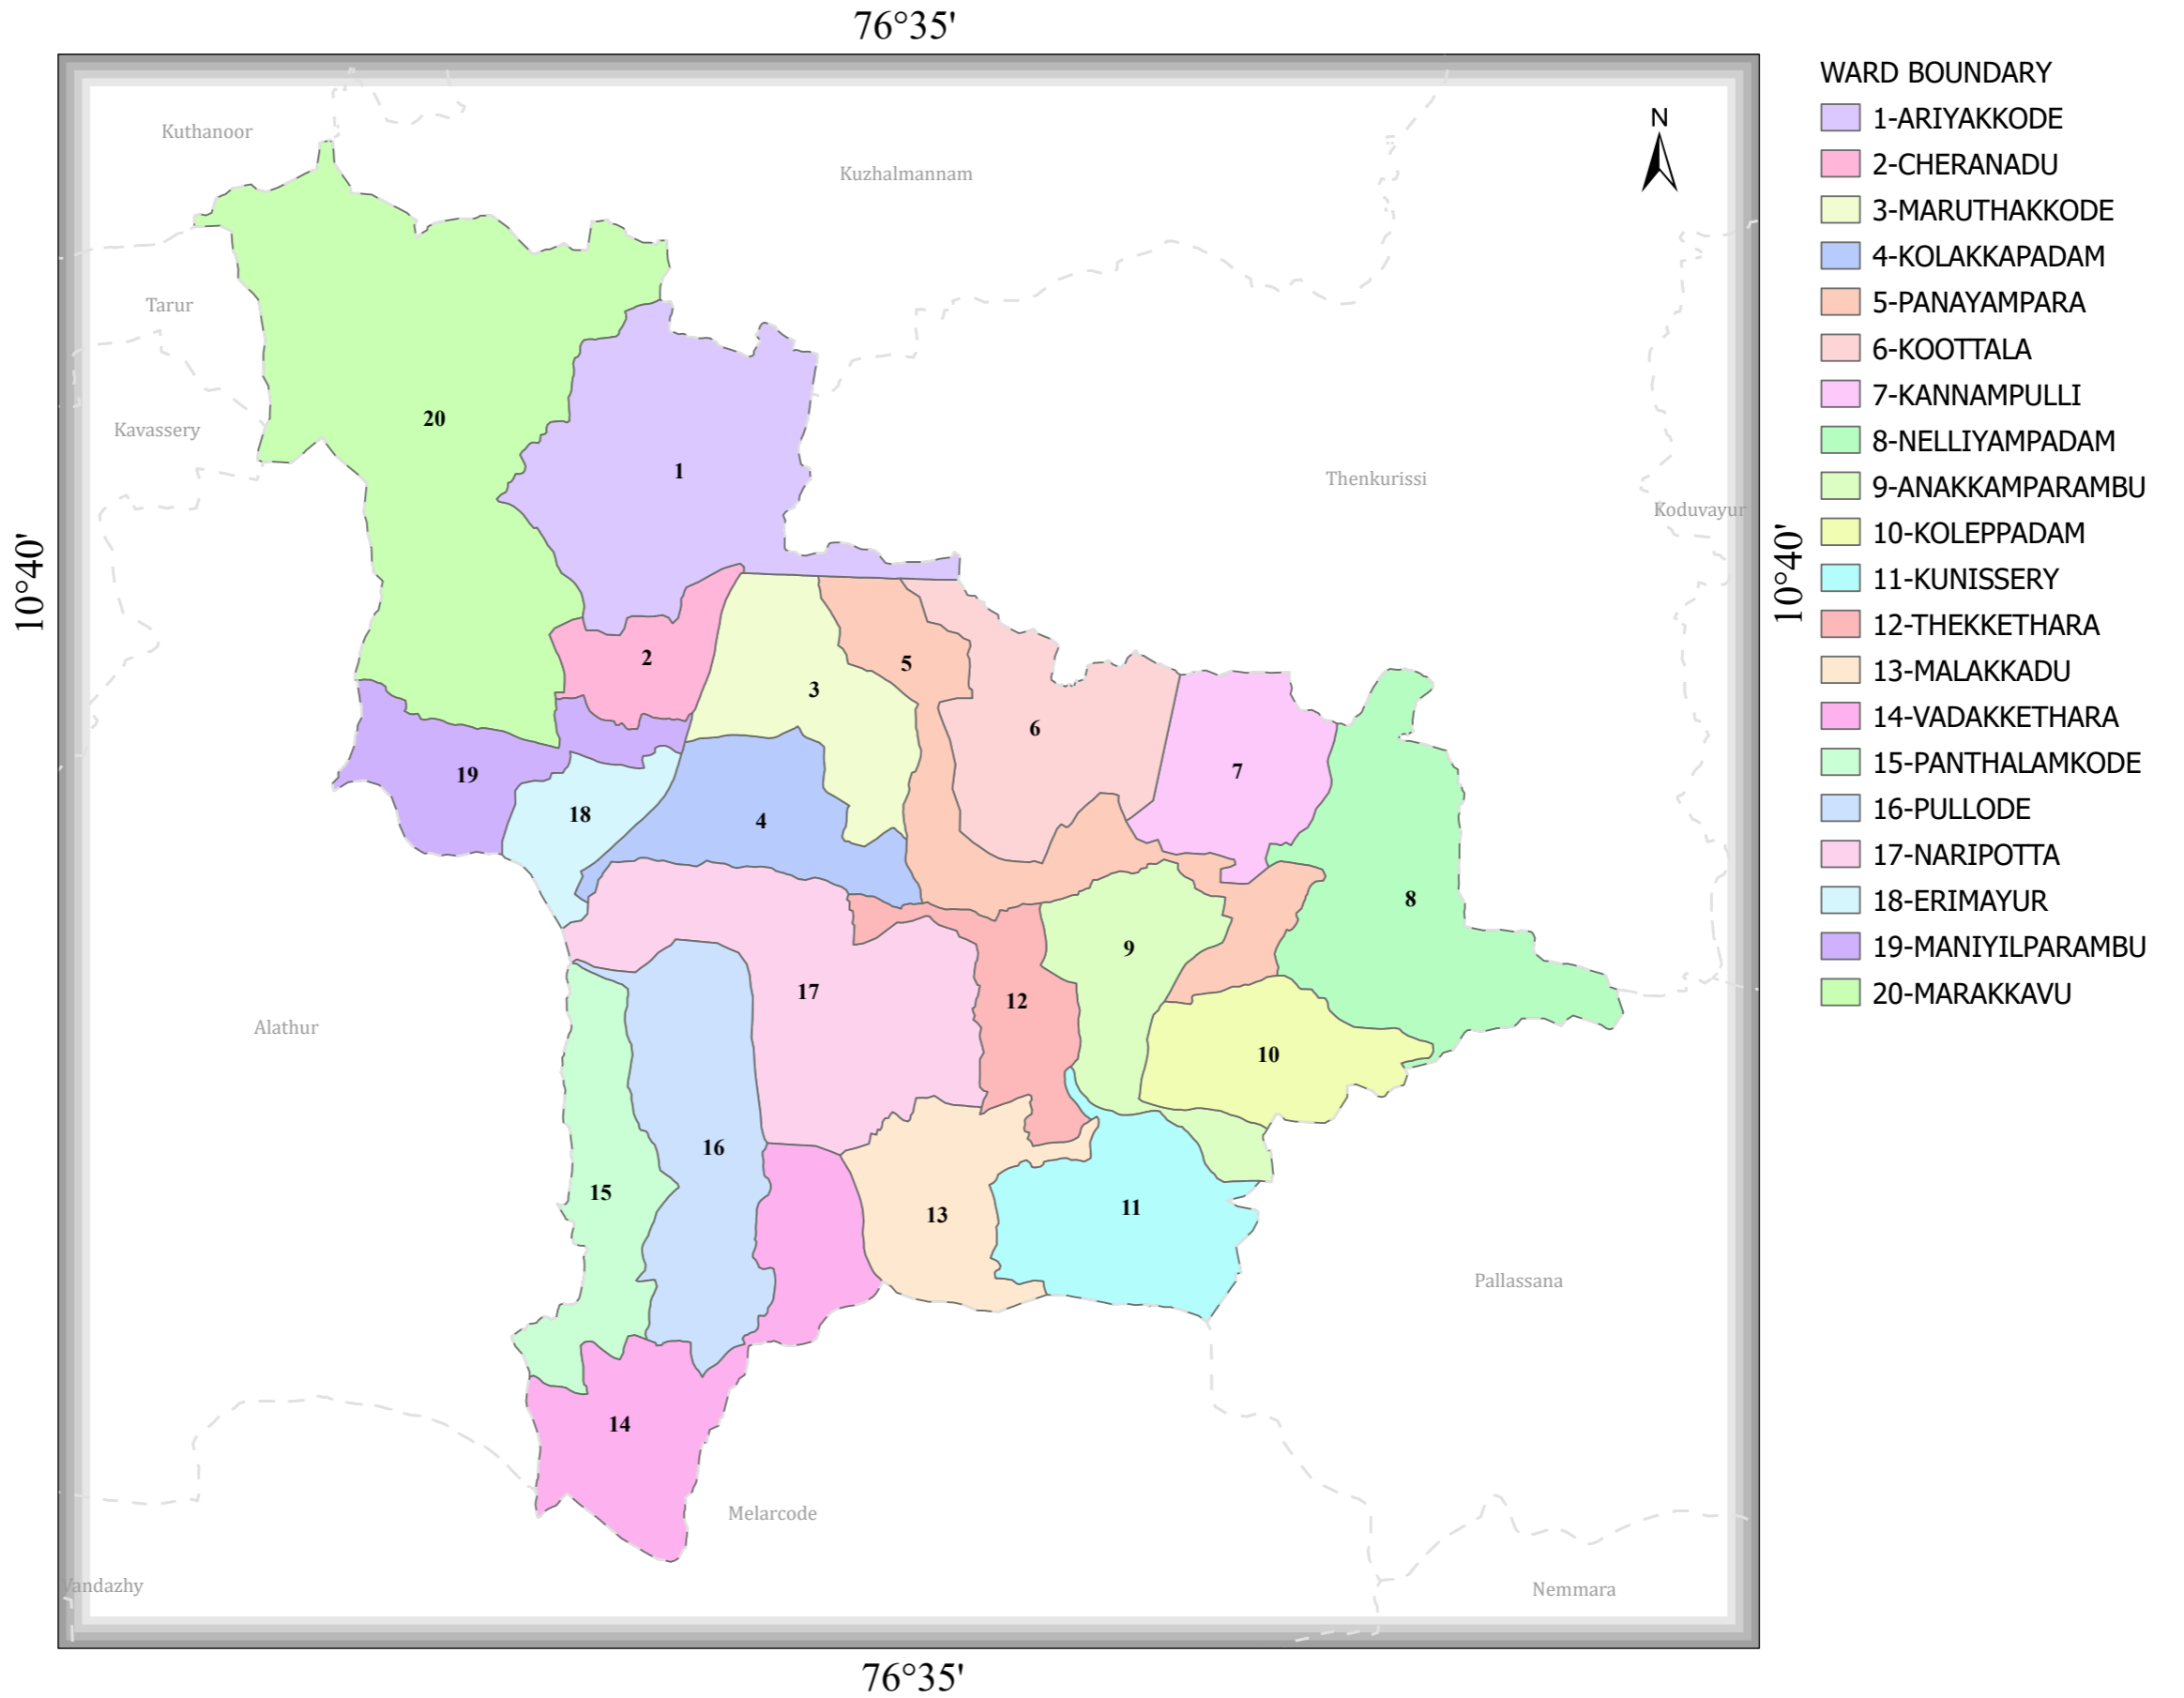 76°35'
WARD BOUNDARY
1-ARIYAKKODE
2-CHERANADU
3-MARUTHAKKODE
4-KOLAKKAPADAM
5-PANAYAMPARA
6-KOOTTALA
7-KANNAMPULLI
8-NELLIYAMPADAM
9-ANAKKAMPARAMBU
10-KOLEPPADAM
11-KUNISSERY
12-THEKKETHARA
13-MALAKKADU
14-VADAKKETHARA
15-PANTHALAMKODE
16-PULLODE
17-NARIPOTTA
18-ERIMAYUR
19-MANIYILPARAMBU
20-MARAKKAVU
N
Kuthanoor
Kuzhalmannam
Tarur
20
Kavassery
1
Thenkurissi
Koduvayur
10°40'
10°40'
2
5
3
6
7
19
18
4
8
9
17
12
Alathur
10
16
15
11
13
Pallassana
14
Melarcode
Vandazhy
Nemmara
76°35'